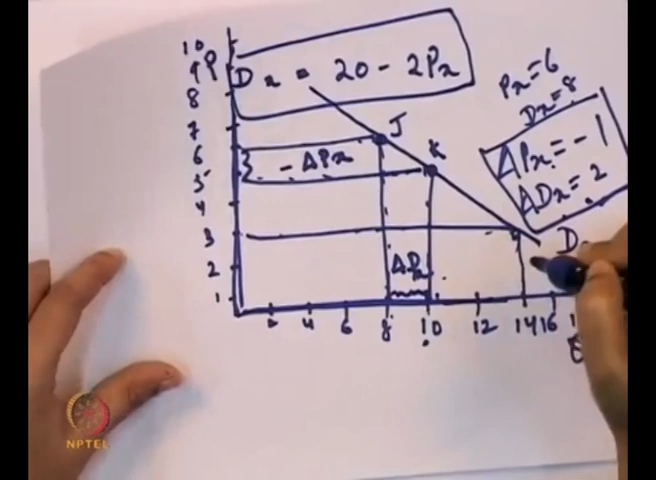 10 P
9
Dx = 20 - 2Px
8
Px=6
Dx=8
7
J
6
- ΔPx
K
5
ΔPx = -1
ΔDx = 2
4
3
D
2
ΔDx
1
2 4 6 8 10 12 14 16
NPTEL